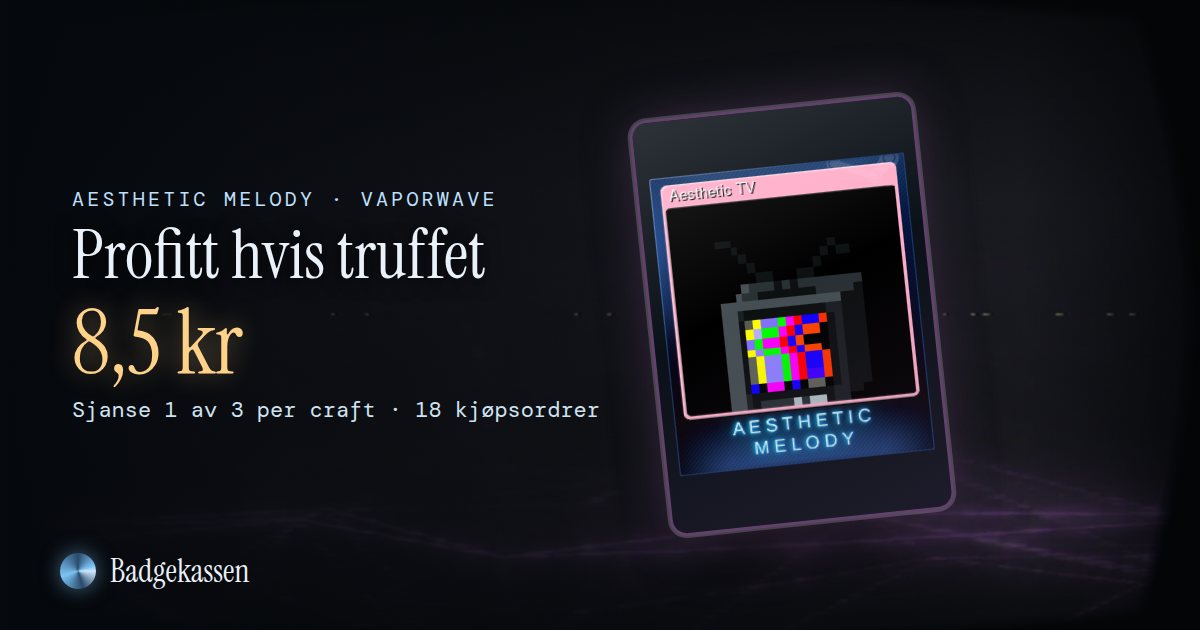 AESTHETIC MELODY · VAPORWAVE
Profitt hvis truffet
8,5 kr
Sjanse 1 av 3 per craft · 18 kjøpsordrer
Badgekassen
Aesthetic TV
AESTHETIC
MELODY